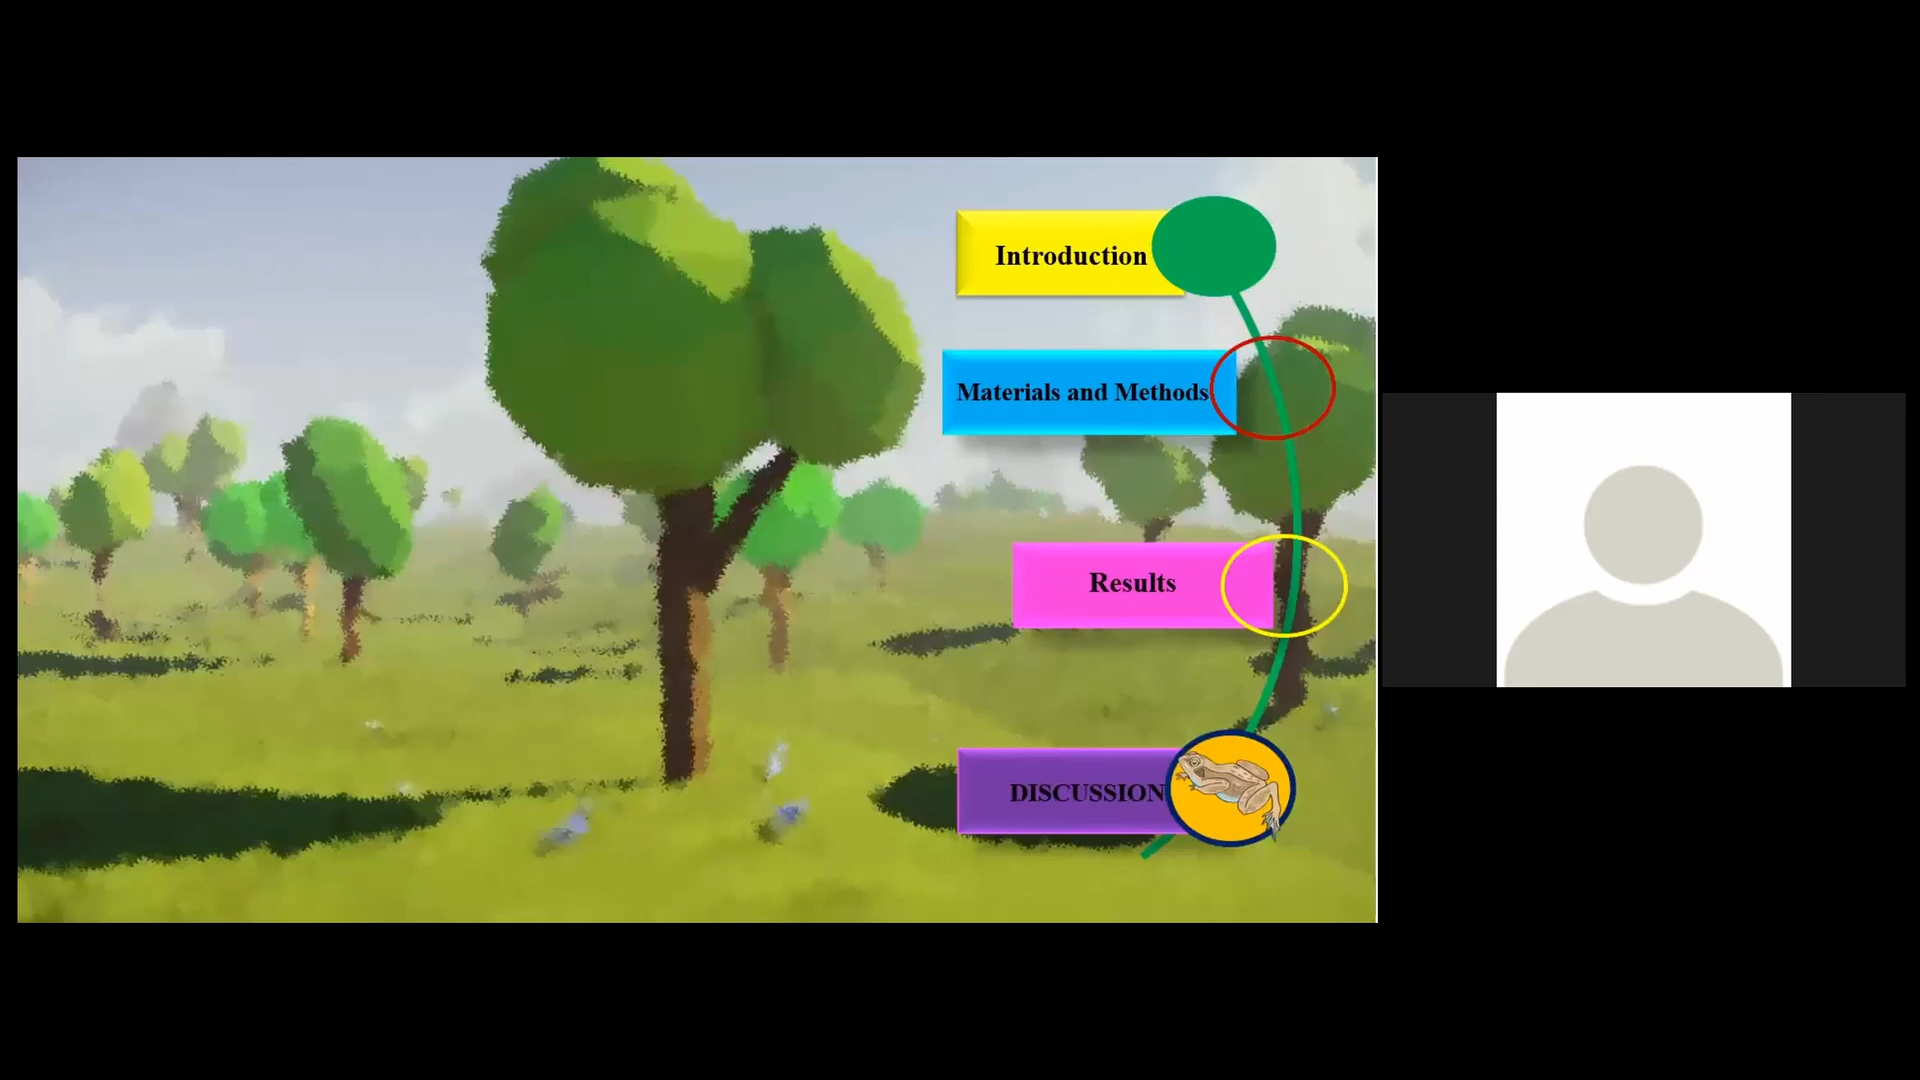 Introduction
Materials and Methods
Results
DISCUSSION